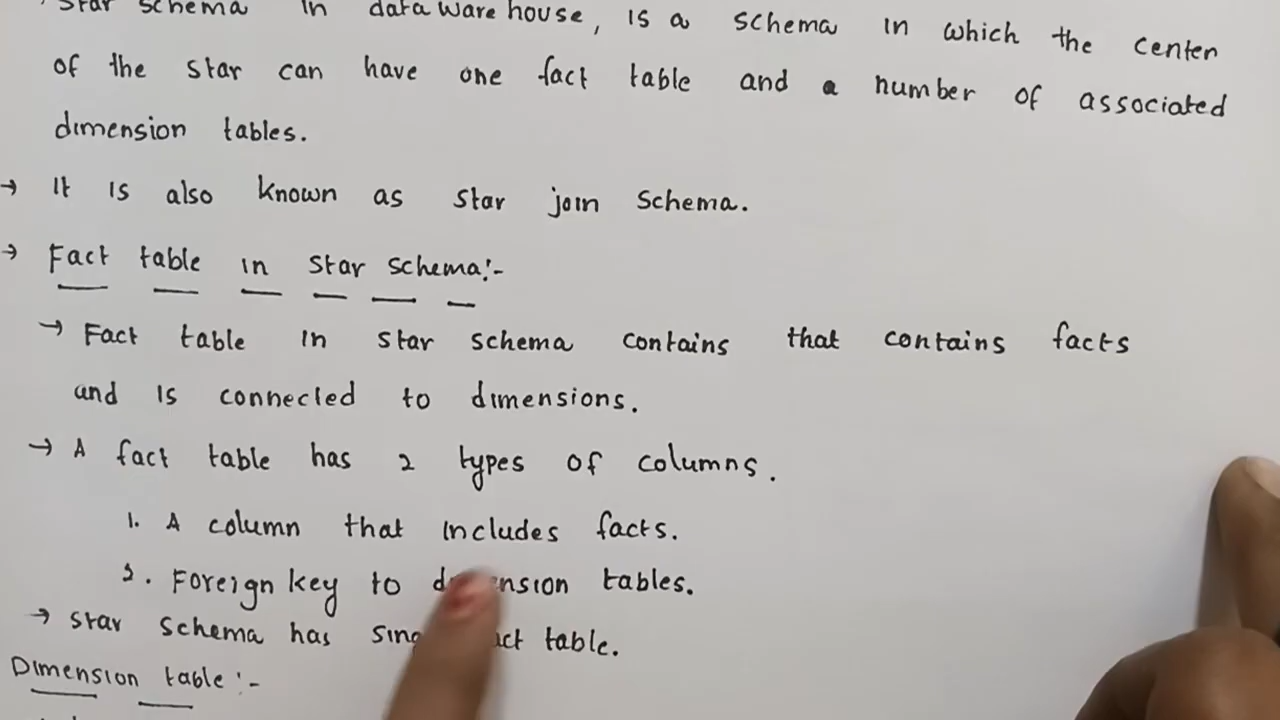 Star schema in data ware house, is a schema in which the center
of the star can have one fact table and a number of associated
dimension tables.
→ It is also known as star join schema.
→ Fact table in star schema:-
→ Fact table in star schema contains that contains facts
and is connected to dimensions.
→ A fact table has 2 types of columns.
1. A column that includes facts.
2. Foreign key to dimension tables.
→ star schema has table.
Dimension table:-